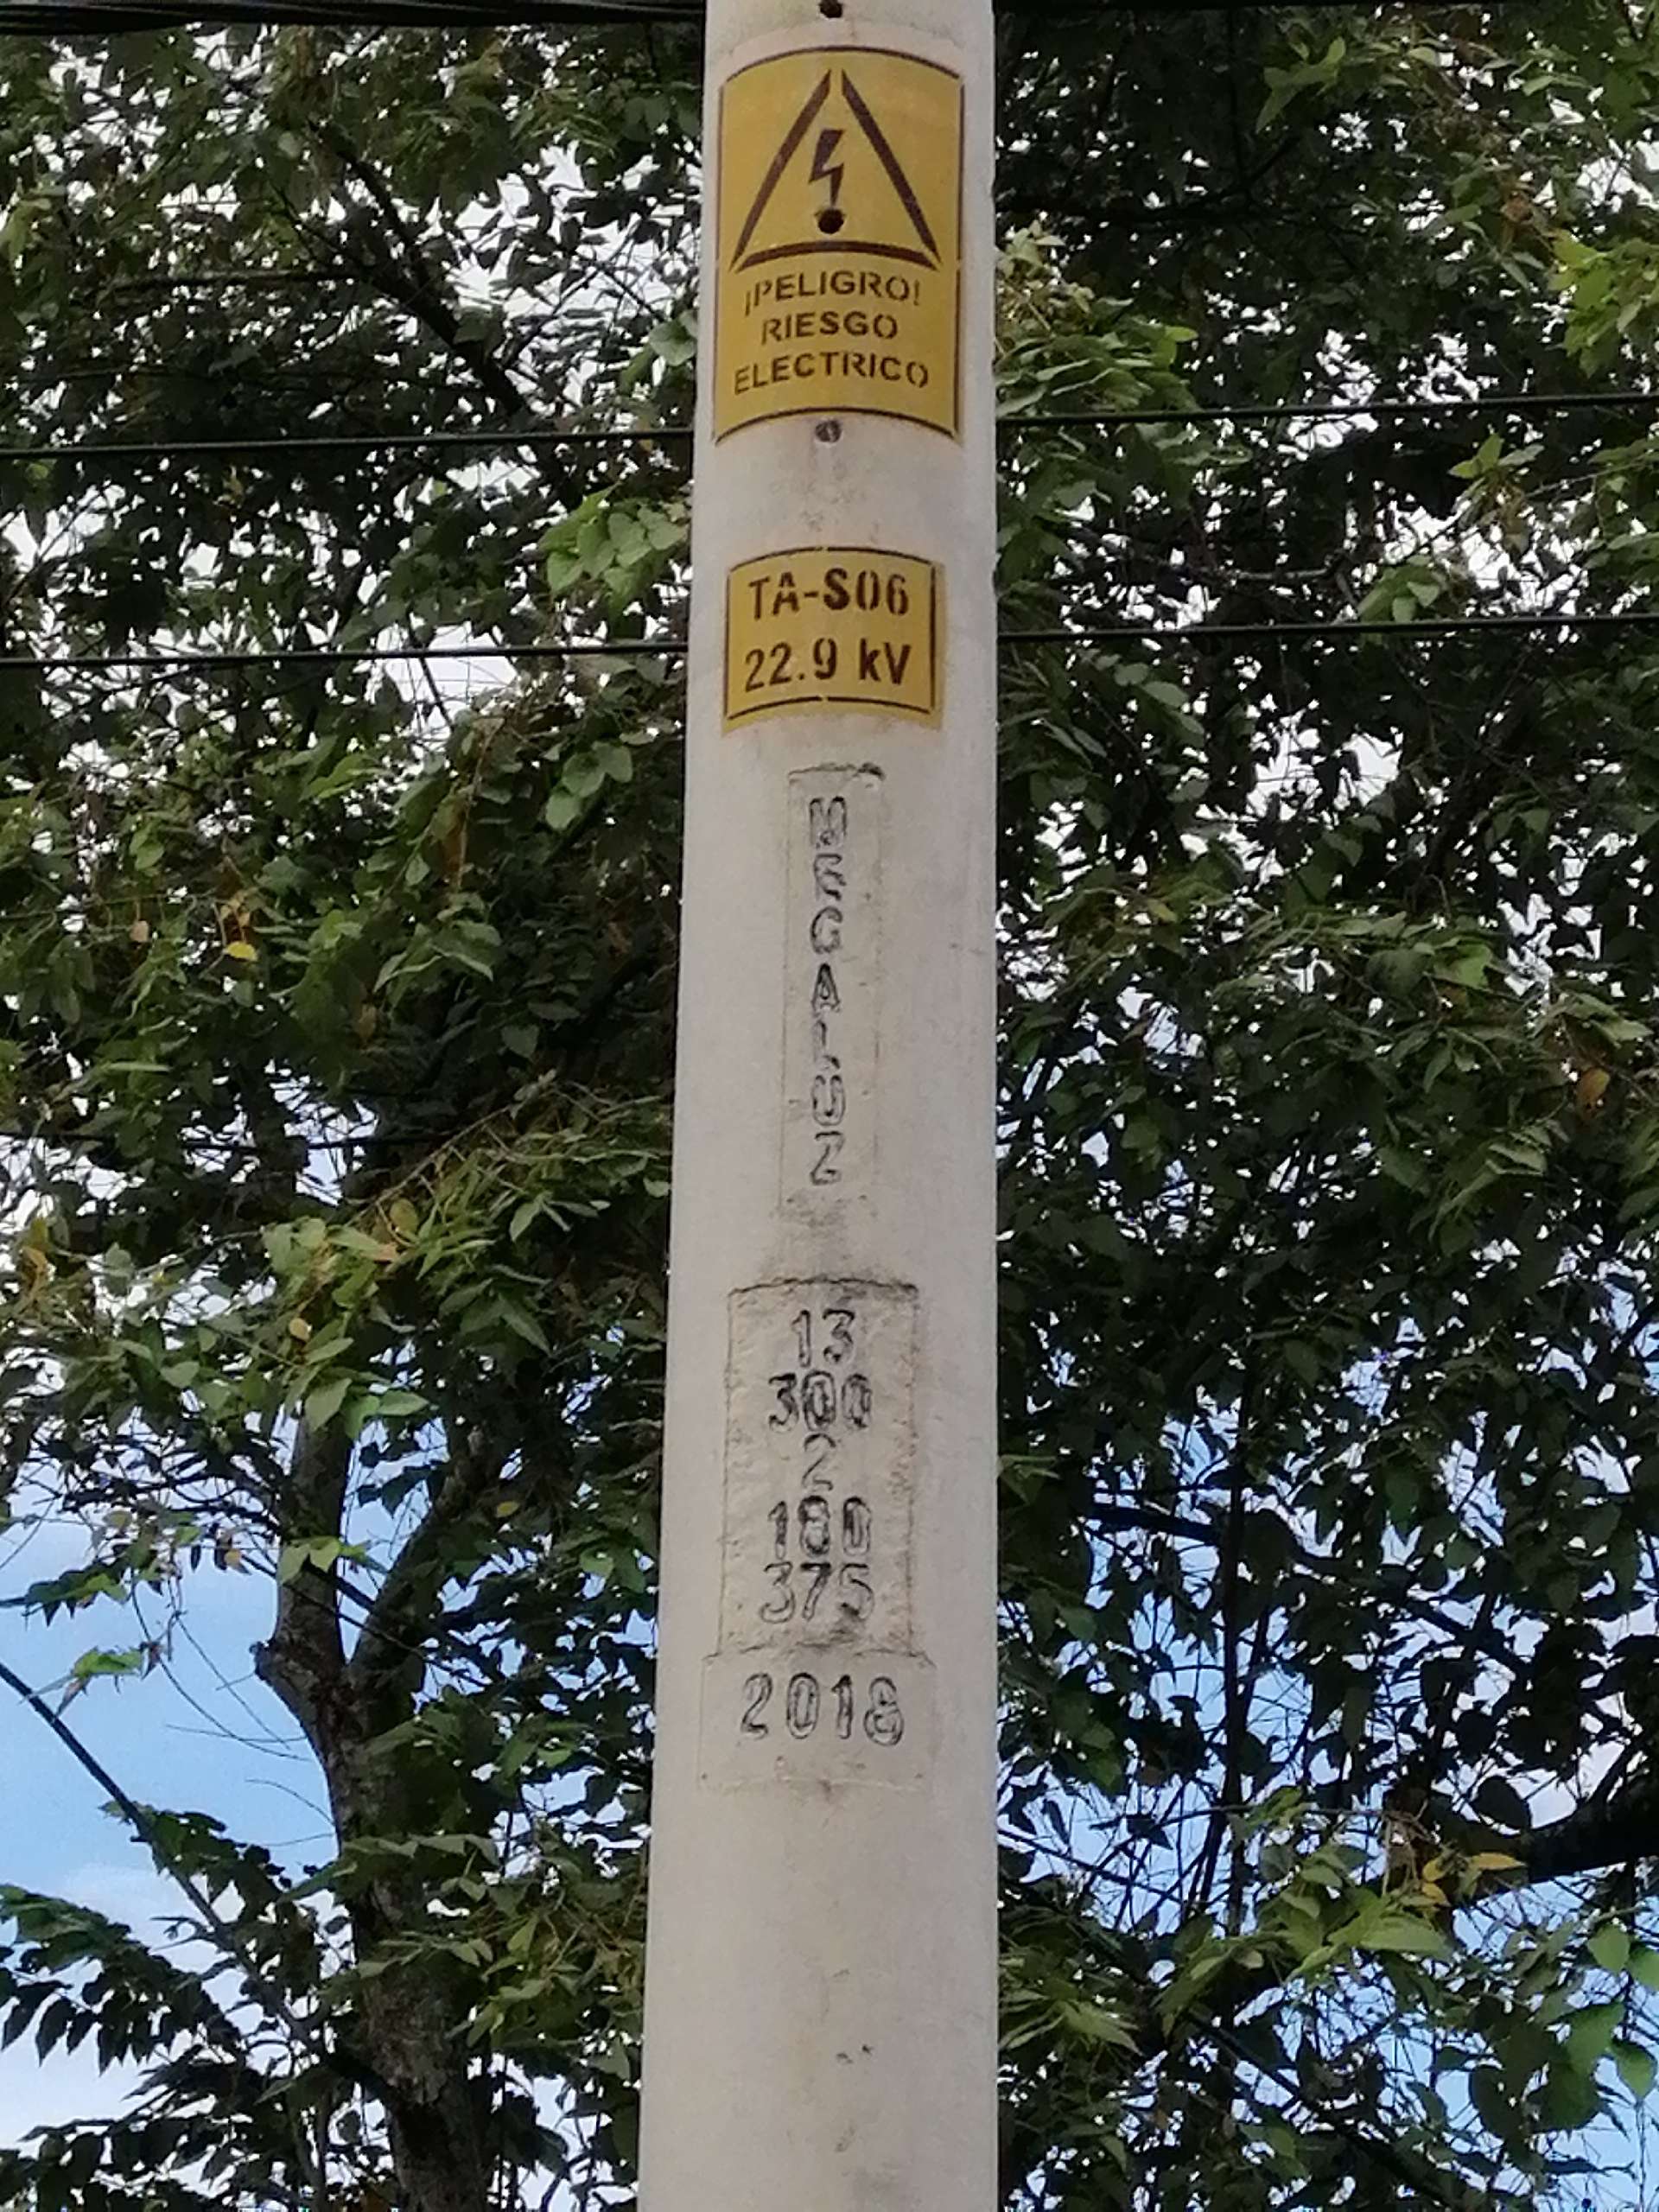 ¡PELIGRO!
RIESGO
ELECTRICO
TA-S06
22.9 kV
MEGALUZ
13
300
2
180
375
2018